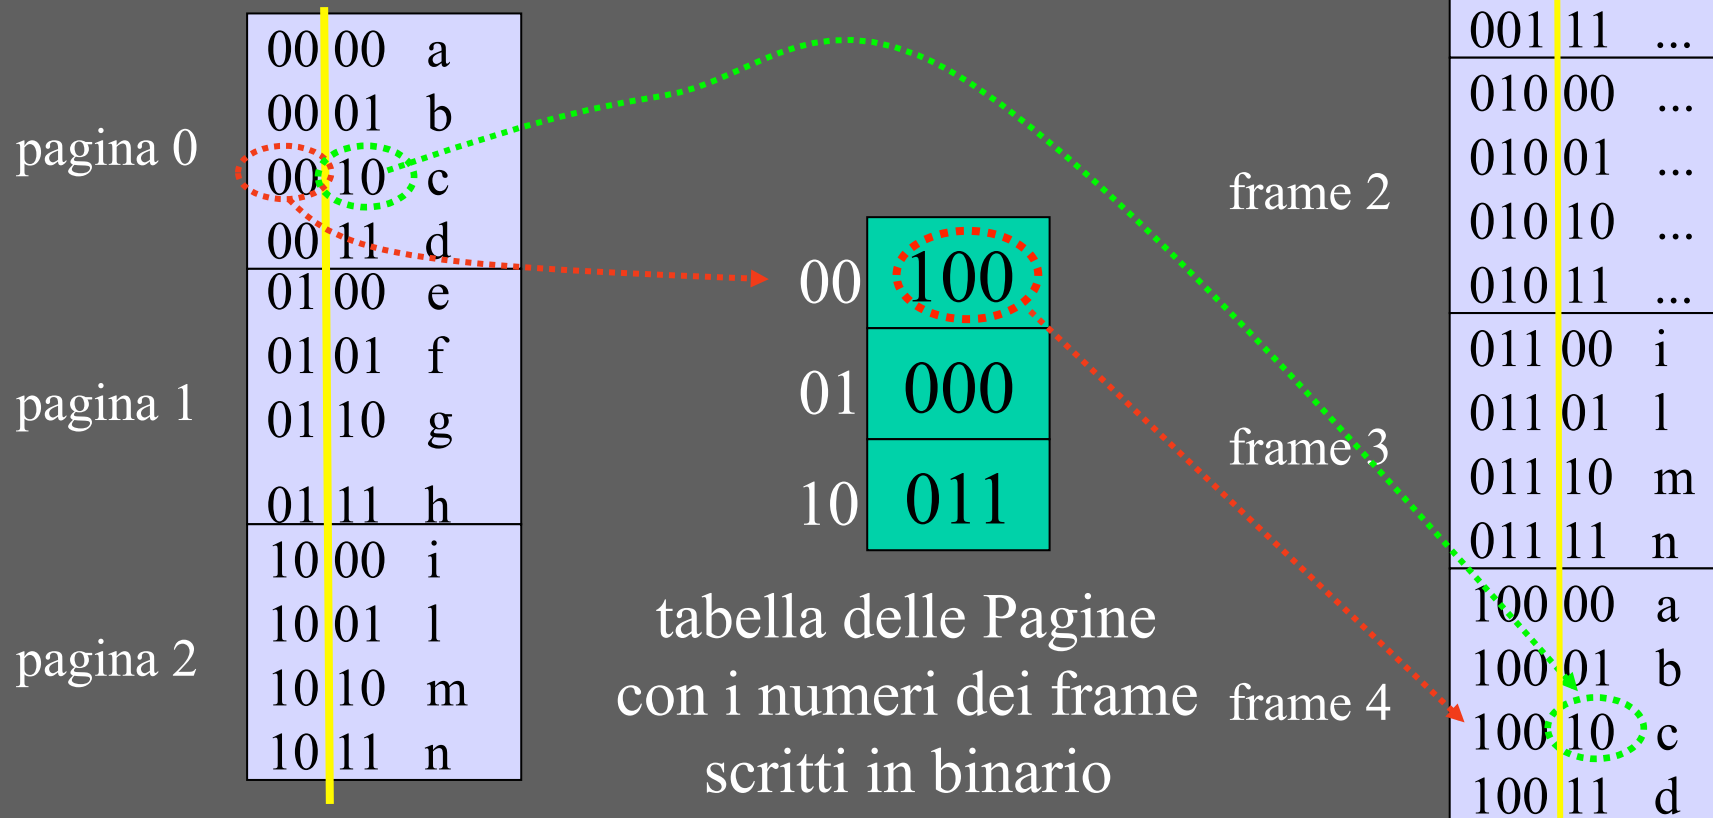 pagina 0
00 00 a
00 01 b
00 10 c
00 11 d
pagina 1
01 00 e
01 01 f
01 10 g
01 11 h
pagina 2
10 00 i
10 01 l
10 10 m
10 11 n
00 100
01 000
10 011
tabella delle Pagine
con i numeri dei frame
scritti in binario
001 11 ...
frame 2
010 00 ...
010 01 ...
010 10 ...
010 11 ...
frame 3
011 00 i
011 01 l
011 10 m
011 11 n
frame 4
100 00 a
100 01 b
100 10 c
100 11 d